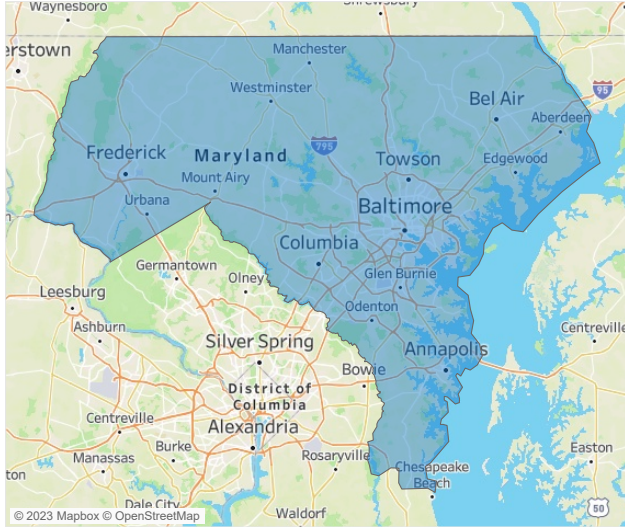 Waynesboro
Shrewsbury
erstown
Manchester
Westminster
95
Bel Air
Aberdeen
795
Frederick
Maryland
Towson
Edgewood
Mount Airy
Urbana
Baltimore
Columbia
Germantown
Olney
Glen Burnie
Leesburg
Odenton
Ashburn
Centreville
Silver Spring
Annapolis
Bowie
District of
Columbia
Centreville
Alexandria
Burke
Easton
Manassas
Rosaryville
Chesapeake
Beach
ton
Dale City
Waldorf
50
© 2023 Mapbox © OpenStreetMap